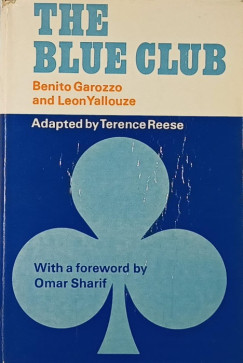 THE
BLUE CLUB
Benito Garozzo
and Leon Yallouze
Adapted by Terence Reese
With a foreword by
Omar Sharif